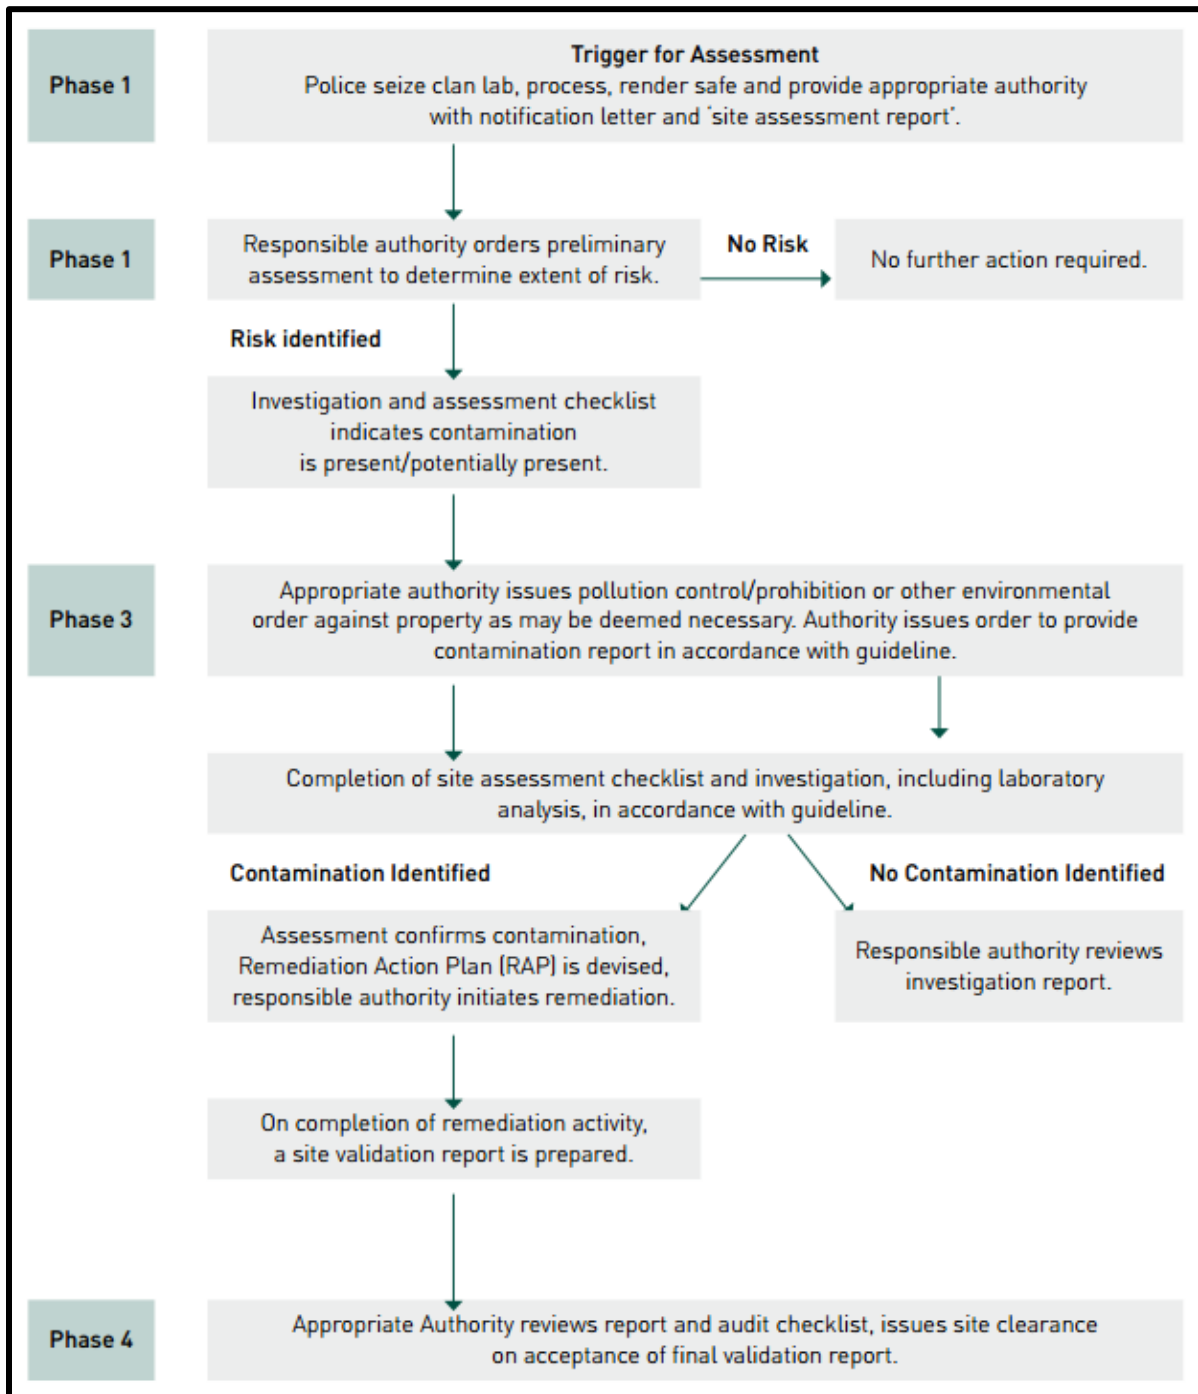 Phase 1
Trigger for Assessment
Police seize clan lab, process, render safe and provide appropriate authority
with notification letter and 'site assessment report'.
Phase 1
Responsible authority orders preliminary
assessment to determine extent of risk.
No Risk
No further action required.
Risk identified
Investigation and assessment checklist
indicates contamination
is present/potentially present.
Phase 3
Appropriate authority issues pollution control/prohibition or other environmental
order against property as may be deemed necessary. Authority issues order to provide
contamination report in accordance with guideline.
Completion of site assessment checklist and investigation, including laboratory
analysis, in accordance with guideline.
Contamination Identified
No Contamination Identified
Assessment confirms contamination,
Remediation Action Plan (RAP) is devised,
responsible authority initiates remediation.
Responsible authority reviews
investigation report.
On completion of remediation activity,
a site validation report is prepared.
Phase 4
Appropriate Authority reviews report and audit checklist, issues site clearance
on acceptance of final validation report.